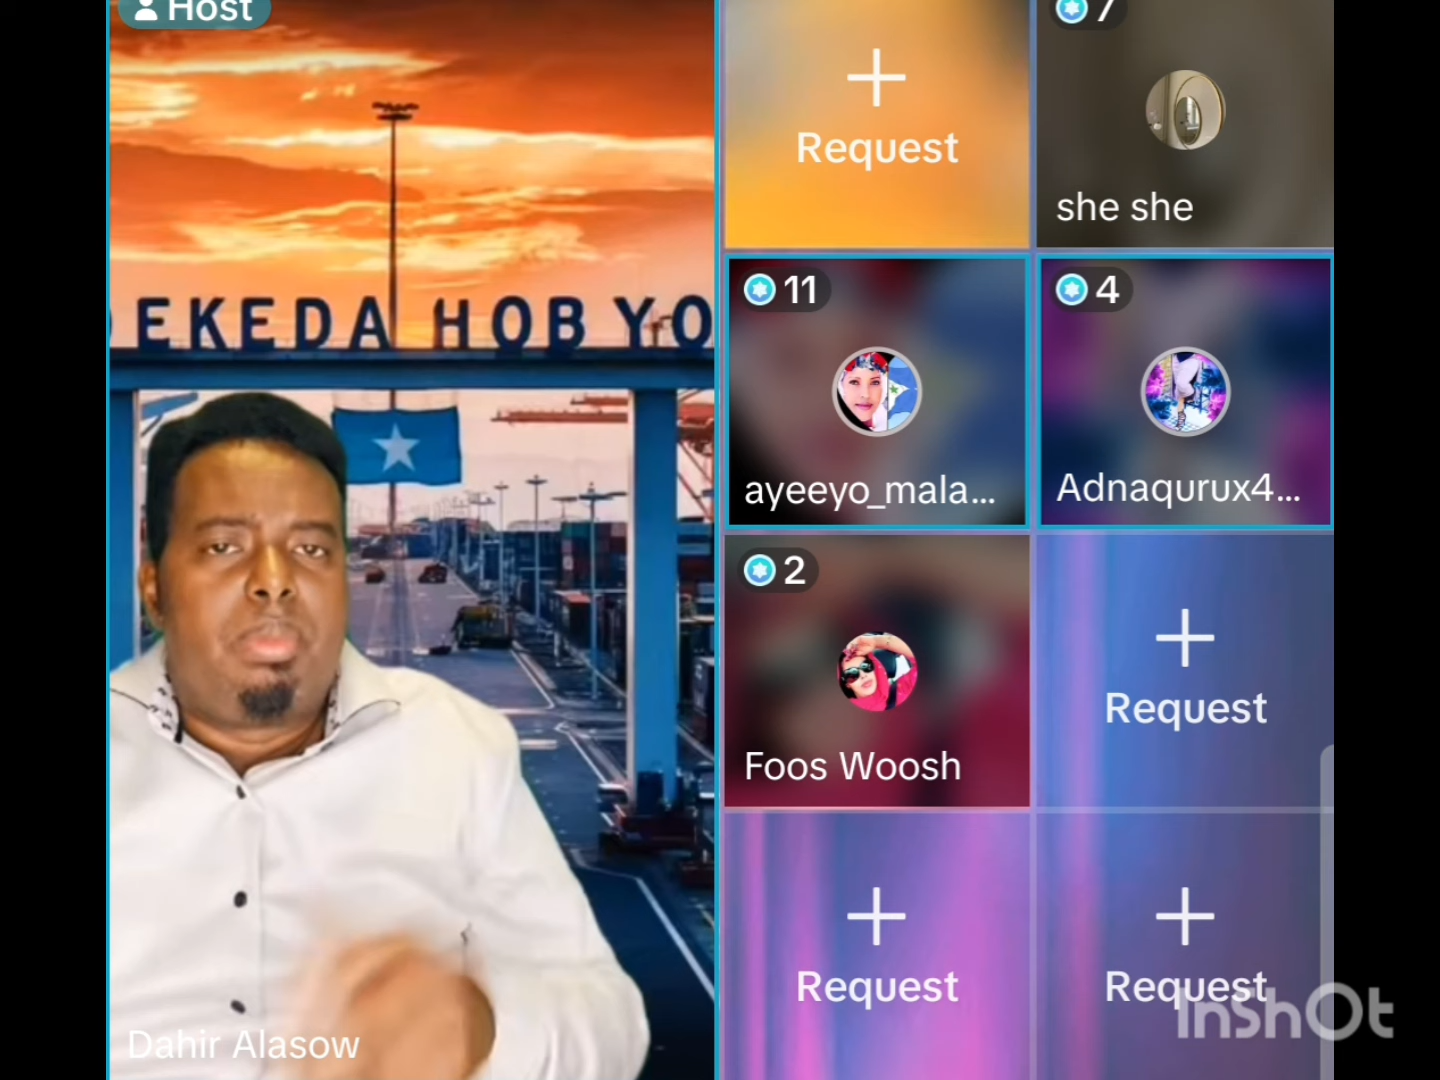 Host
EKEDA HOBYO
Dahir Alasow
Request
7
she she
11
ayeeyo_mala...
4
Adnaqurux4...
2
Foos Woosh
Request
Request
Request
InShOt